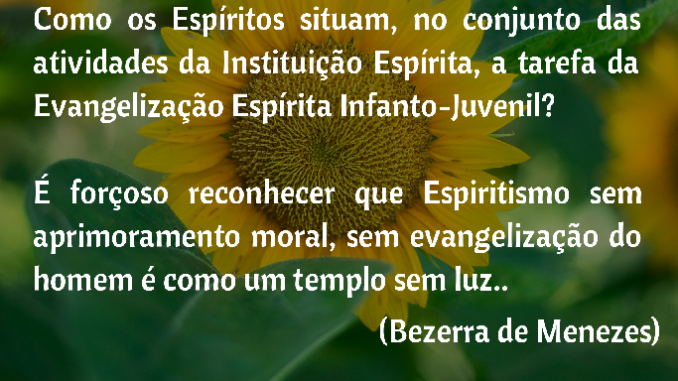 Como os Espíritos situam, no conjunto das
atividades da Instituição Espírita, a tarefa da
Evangelização Espírita Infanto-Juvenil?
É forçoso reconhecer que Espiritismo sem
aprimoramento moral, sem evangelização do
homem é como um templo sem luz..
(Bezerra de Menezes)